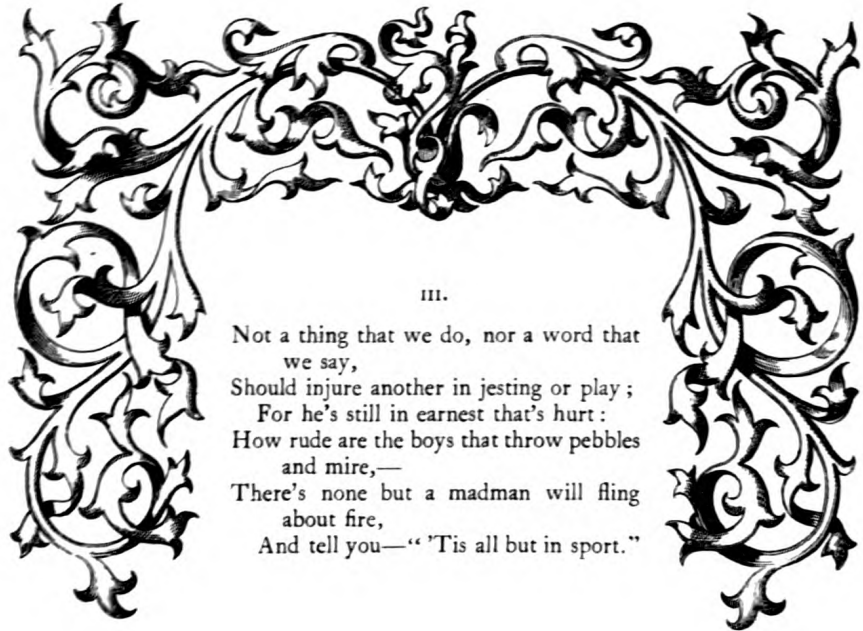 III.
Not a thing that we do, nor a word that
we say,
Should injure another in jesting or play ;
For he's still in earnest that's hurt :
How rude are the boys that throw pebbles
and mire,—
There's none but a madman will fling
about fire,
And tell you—“ 'Tis all but in sport.”